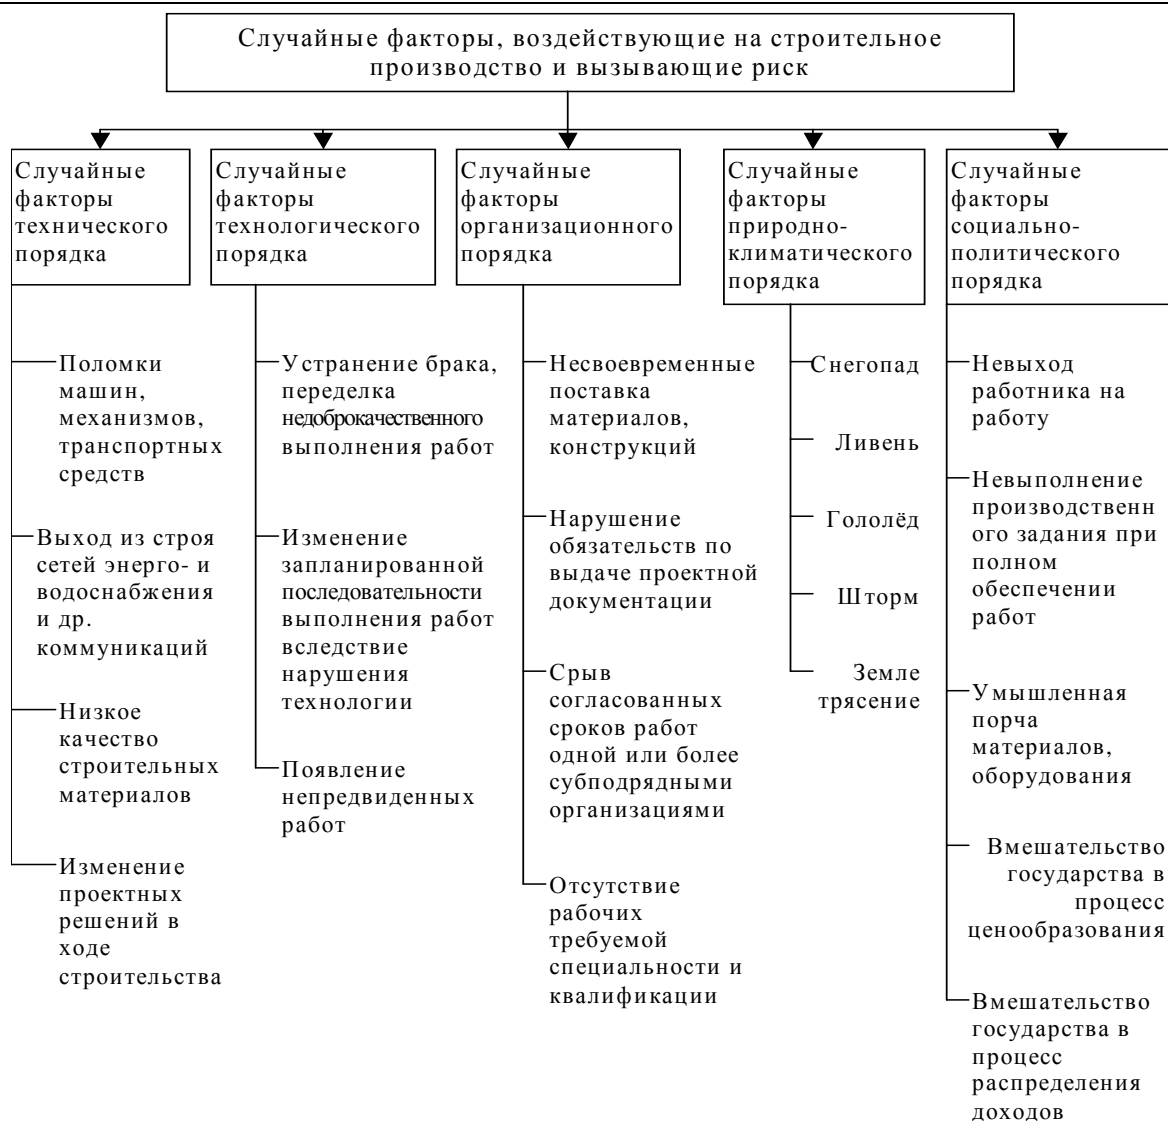 Случайные факторы, воздействующие на строительное
производство и вызывающие риск
Случайные
факторы
технического
порядка
Поломки
машин,
механизмов,
транспортных
средств
Выход из строя
сетей энерго- и
водоснабжения
и др.
коммуникаций
Низкое
качество
строительных
материалов
Изменение
проектных
решений в
ходе
строительства
Случайные
факторы
технологического
порядка
Устранение брака,
переделка
недоброкачественного
выполнения работ
Изменение
запланированной
последовательности
выполнения работ
вследствие
нарушения
технологии
Появление
непредвиденных
работ
Случайные
факторы
организационного
порядка
Несвоевременные
поставка
материалов,
конструкций
Нарушение
обязательств по
выдаче проектной
документации
Срыв
согласованных
сроков работ
одной или более
субподрядными
организациями
Отсутствие
рабочих
требуемой
специальности и
квалификации
Случайные
факторы
природно-
климатического
порядка
Снегопад
Ливень
Гололёд
Шторм
Земле
трясение
Случайные
факторы
социально-
политического
порядка
Невыход
работника на
работу
Невыполнение
производственн
ого задания при
полном
обеспечении
работ
Умышленная
порча
материалов,
оборудования
Вмешательство
государства в
процесс
ценообразования
Вмешательство
государства в
процесс
распределения
доходов